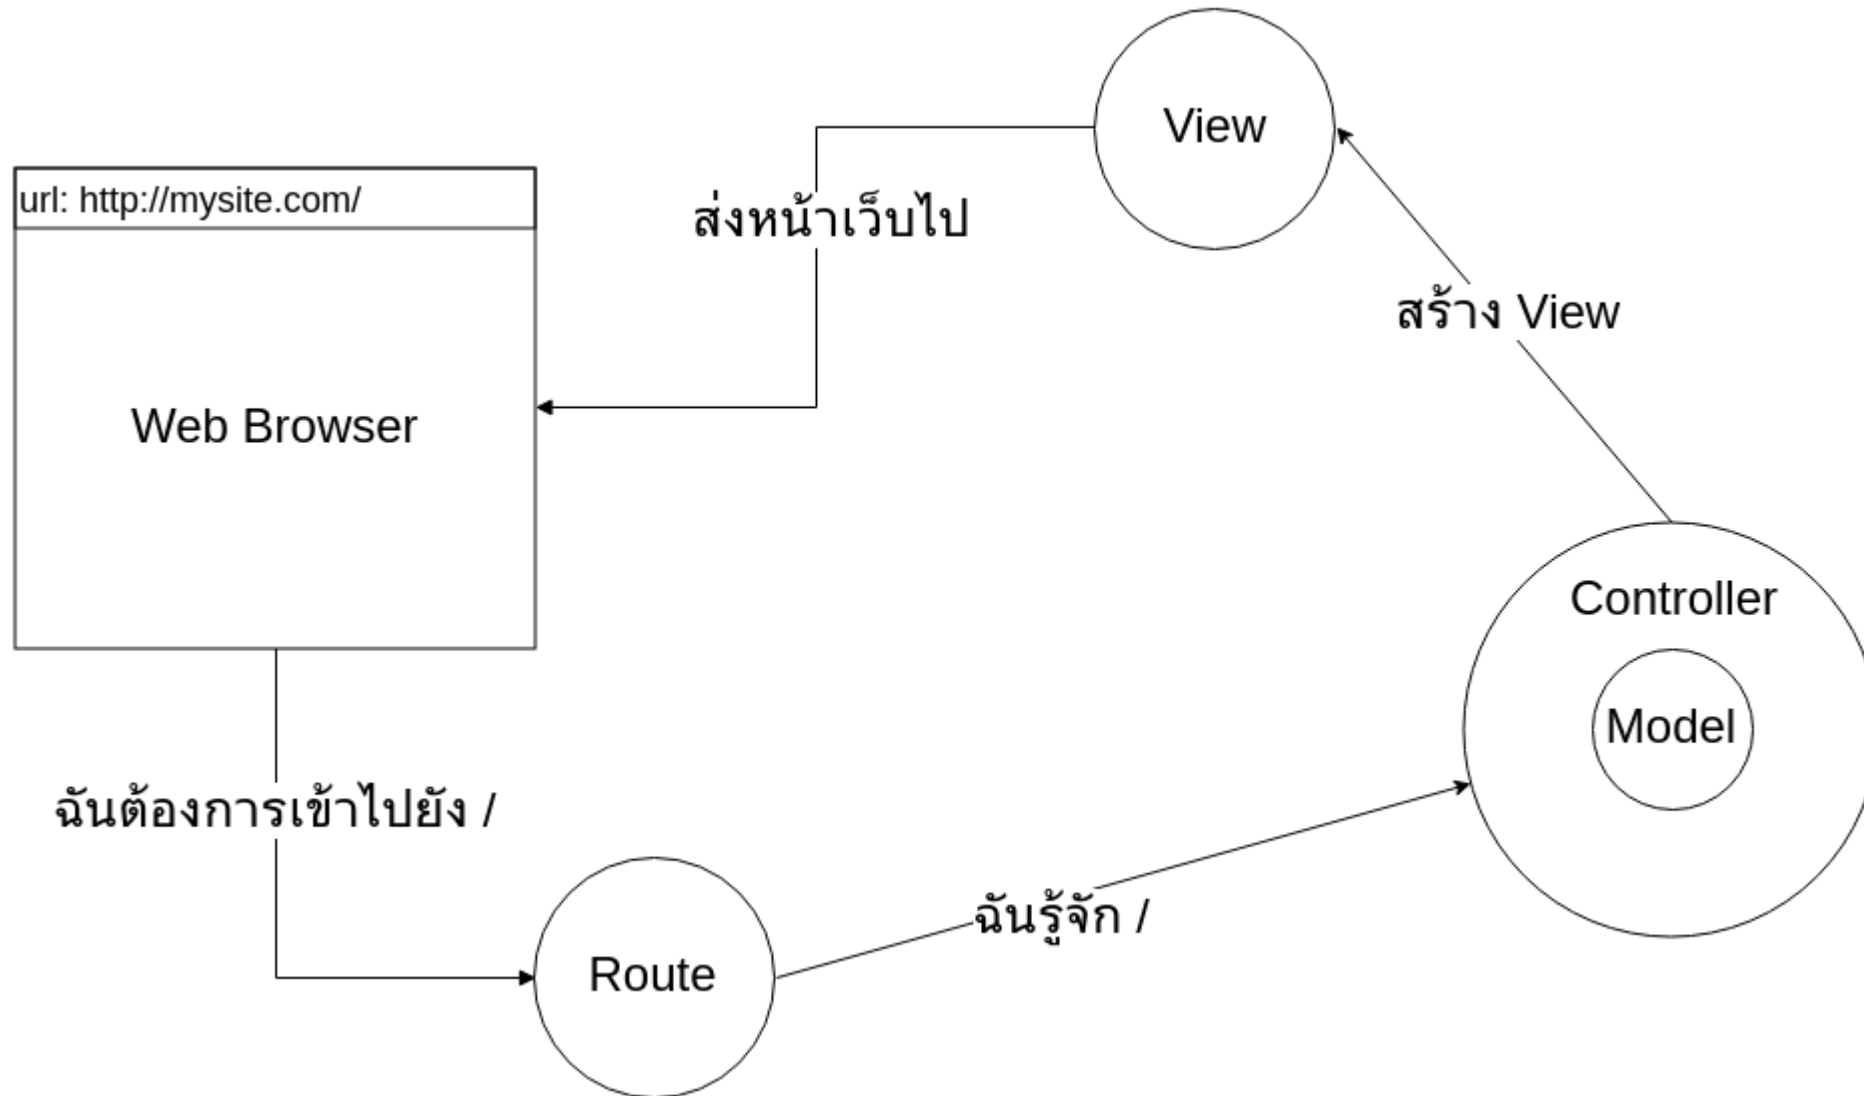 View
url: http://mysite.com/
ส่งหน้าเว็บไป
สร้าง View
Web Browser
Controller
Model
ฉันต้องการเข้าไปยัง /
ฉันรู้จัก /
Route